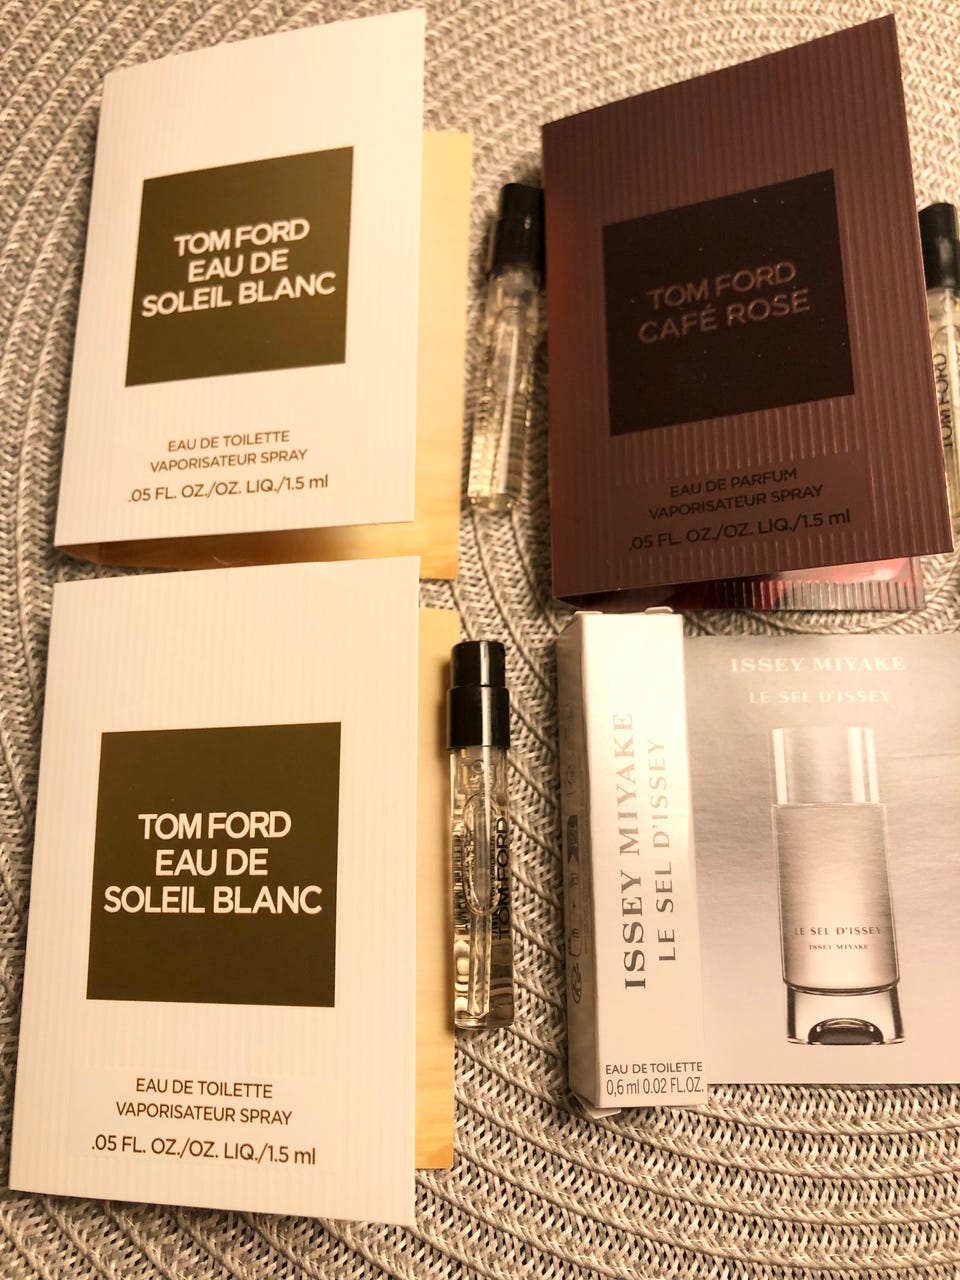 TOM FORD
EAU DE
SOLEIL BLANC
EAU DE TOILETTE
VAPORISATEUR SPRAY
.05 FL. OZ./OZ. LIQ./1.5 ml
TOM FORD
CAFÉ ROSE
EAU DE PARFUM
VAPORISATEUR SPRAY
.05 FL. OZ./OZ. LIQ./1.5 ml
TOM FORD
TOM FORD
EAU DE
SOLEIL BLANC
EAU DE TOILETTE
VAPORISATEUR SPRAY
.05 FL. OZ./OZ. LIQ./1.5 ml
TOM FORD
ISSEY MIYAKE
LE SEL D'ISSEY
EAU DE TOILETTE
0,6 ml 0.02 FL.OZ.
ISSEY MIYAKE
LE SEL D'ISSEY
LE SEL D'ISSEY
ISSEY MIYAKE